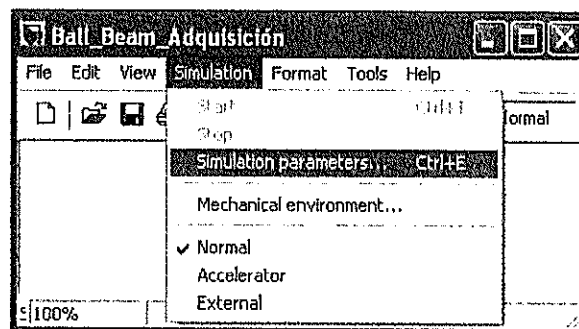 Ball_Beam_Adquisición
File Edit View Simulation Format Tools Help
Start Ctrl+T
Stop
ormal
Simulation parameters... Ctrl+E
Mechanical environment...
Normal
Accelerator
External
100%